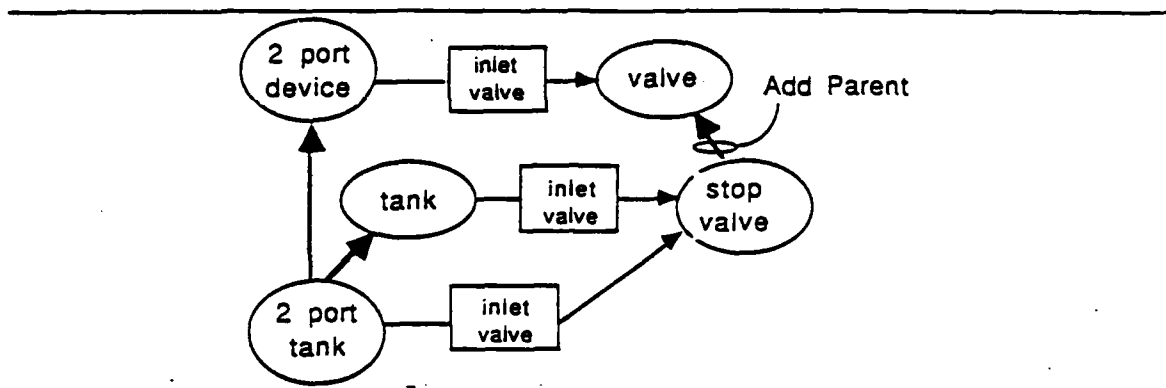 2 port
device
inlet
valve
valve
Add Parent
tank
inlet
valve
stop
valve
2 port
tank
inlet
valve